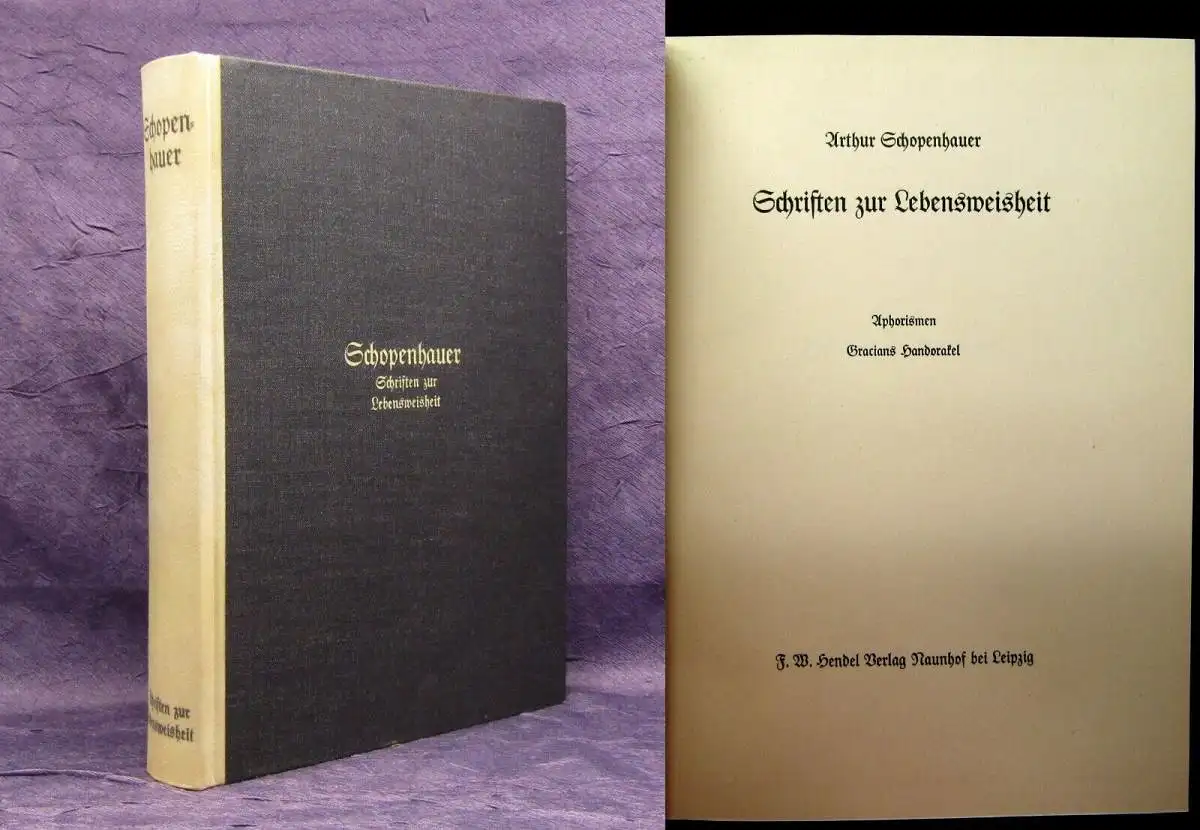 Schopen-
hauer
Schriften zur
Lebensweisheit
Schopenhauer
Schriften zur
Lebensweisheit
Arthur Schopenhauer
Schriften zur Lebensweisheit
Aphorismen
Gracians Handorakel
F. W. Hendel Verlag Naunhof bei Leipzig